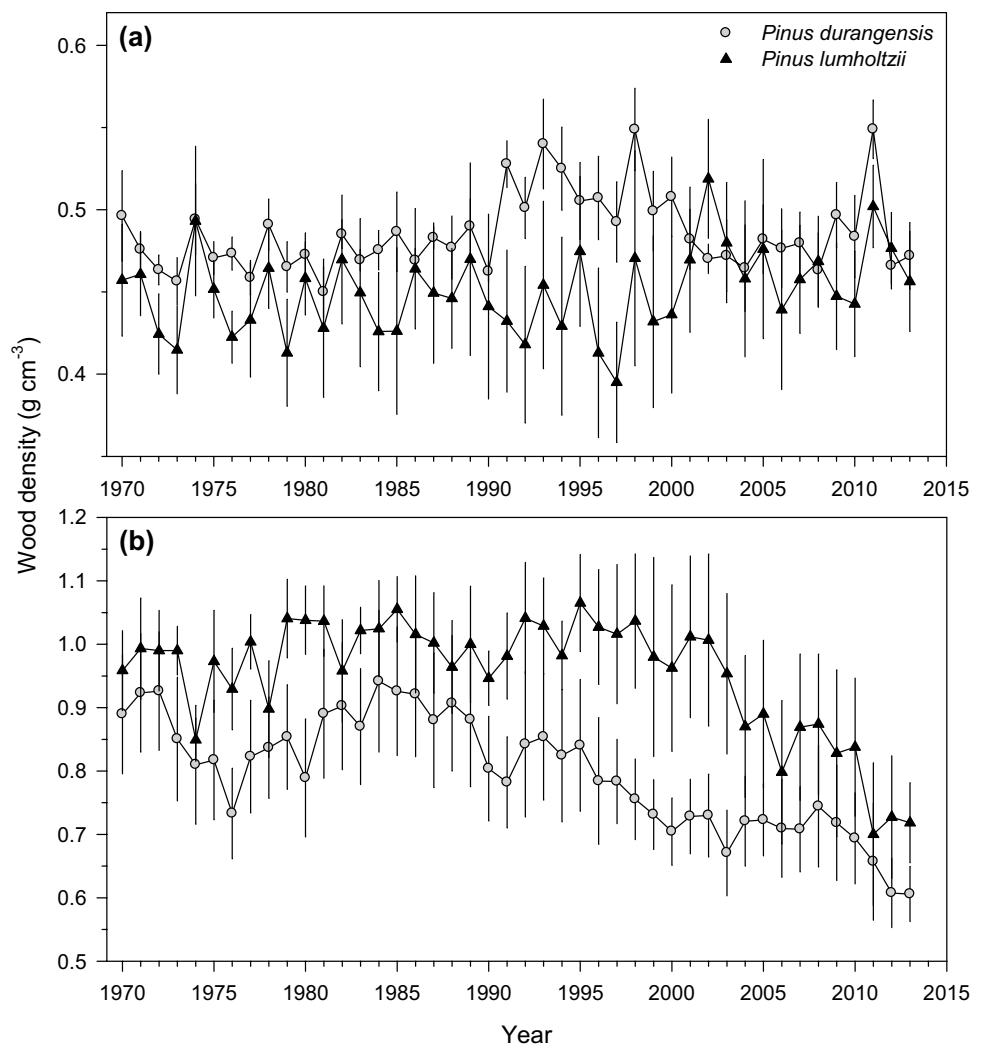 (a)
Pinus durangensis
Pinus lumholtzii
0.6
0.5
0.4
1970 1975 1980 1985 1990 1995 2000 2005 2010 2015
Wood density (g cm⁻³)
(b)
1.2
1.1
1.0
0.9
0.8
0.7
0.6
0.5
1970 1975 1980 1985 1990 1995 2000 2005 2010 2015
Year